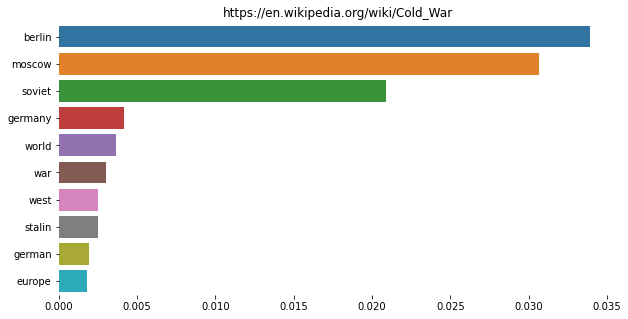 https://en.wikipedia.org/wiki/Cold_War
berlin
moscow
soviet
germany
world
war
west
stalin
german
europe
0.000 0.005 0.010 0.015 0.020 0.025 0.030 0.035